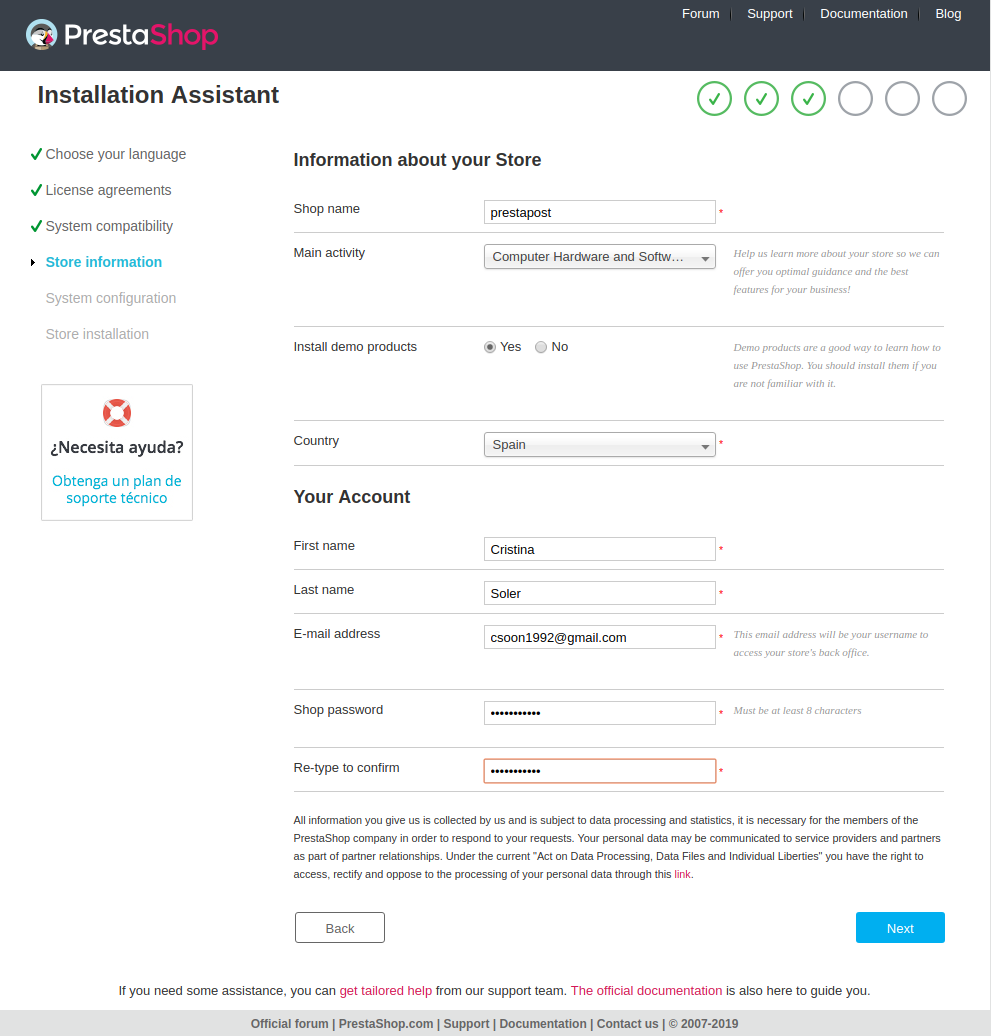 Forum Support Documentation Blog
PrestaShop
Installation Assistant
Choose your language
License agreements
System compatibility
Store information
System configuration
Store installation
¿Necesita ayuda?
Obtenga un plan de
soporte técnico
Information about your Store
Shop name prestapost *
Main activity Computer Hardware and Softw… Help us learn more about your store so we can
offer you optimal guidance and the best
features for your business!
Install demo products Yes No Demo products are a good way to learn how to
use PrestaShop. You should install them if you
are not familiar with it.
Country Spain *
Your Account
First name Cristina *
Last name Soler *
E-mail address csoon1992@gmail.com * This email address will be your username to
access your store's back office.
Shop password ••••••••••• * Must be at least 8 characters
Re-type to confirm ••••••••••• *
All information you give us is collected by us and is subject to data processing and statistics, it is necessary for the members of the
PrestaShop company in order to respond to your requests. Your personal data may be communicated to service providers and partners
as part of partner relationships. Under the current "Act on Data Processing, Data Files and Individual Liberties" you have the right to
access, rectify and oppose to the processing of your personal data through this link.
Back Next
If you need some assistance, you can get tailored help from our support team. The official documentation is also here to guide you.
Official forum | PrestaShop.com | Support | Documentation | Contact us | © 2007-2019